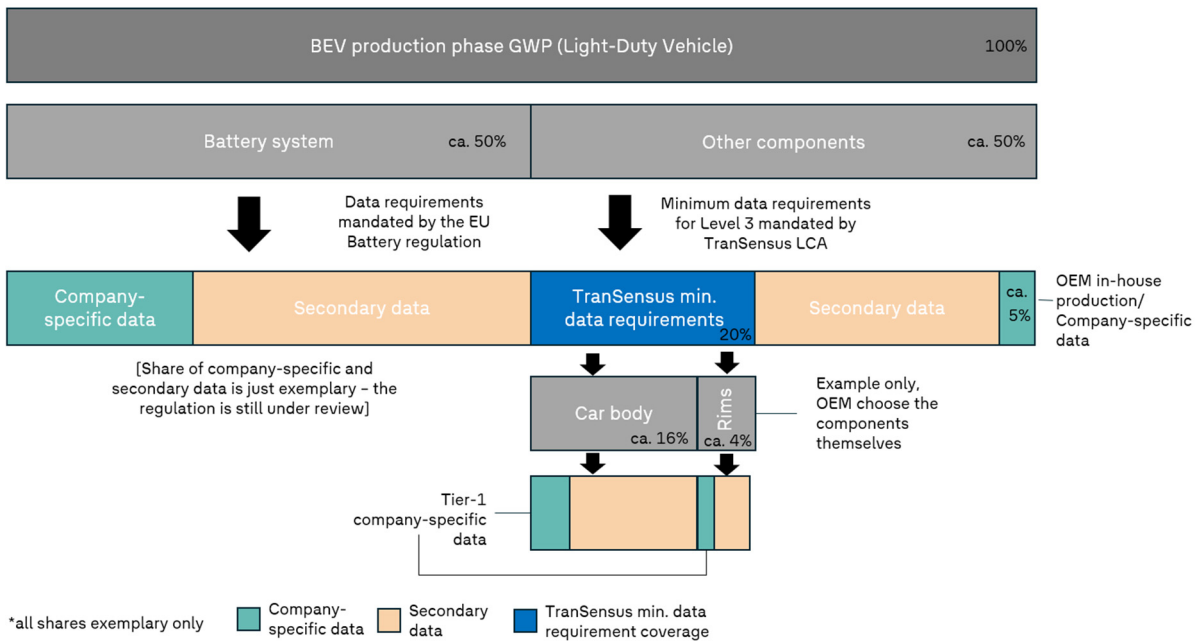 BEV production phase GWP (Light-Duty Vehicle)
100%
Battery system
ca. 50%
Other components
ca. 50%
Data requirements
mandated by the EU
Battery regulation
Minimum data requirements
for Level 3 mandated by
TranSensus LCA
Company-
specific data
Secondary data
TranSensus min.
data requirements
20%
Secondary data
ca.
5%
OEM in-house
production/
Company-specific
data
[Share of company-specific and
secondary data is just exemplary – the
regulation is still under review]
Car body
ca. 16%
Rims
ca. 4%
Example only,
OEM choose the
components
themselves
Tier-1
company-specific
data
*all shares exemplary only
Company-
specific data
Secondary
data
TranSensus min. data
requirement coverage